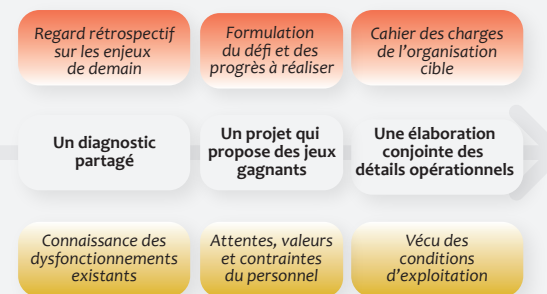 Regard rétrospectif
sur les enjeux
de demain
Formulation
du défi et des
progrès à réaliser
Cahier des charges
de l’organisation
cible
Un diagnostic
partagé
Un projet qui
propose des jeux
gagnants
Une élaboration
conjointe des
détails opérationnels
Connaissance des
dysfonctionnements
existants
Attentes, valeurs
et contraintes
du personnel
Vécu des
conditions
d’exploitation